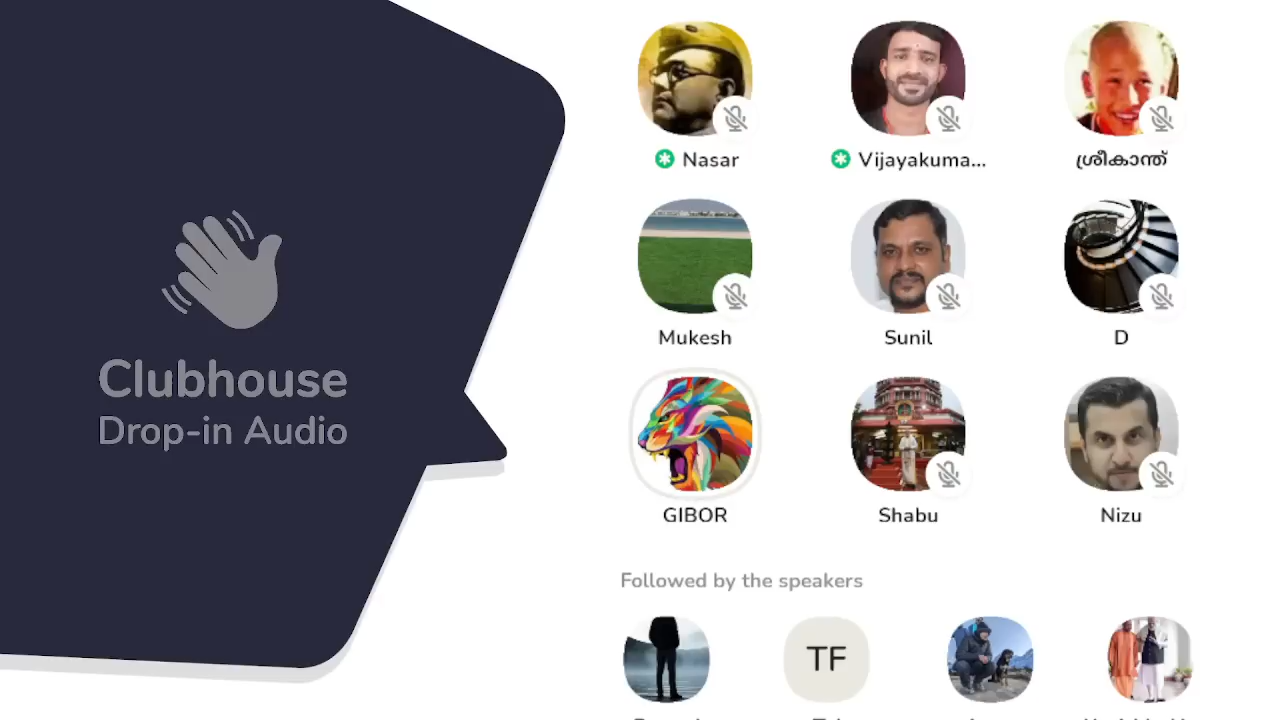 Clubhouse
Drop-in Audio
Nasar
Vijayakuma...
ശ്രീകാന്ത്
Mukesh
Sunil
D
GIBOR
Shabu
Nizu
Followed by the speakers
TF